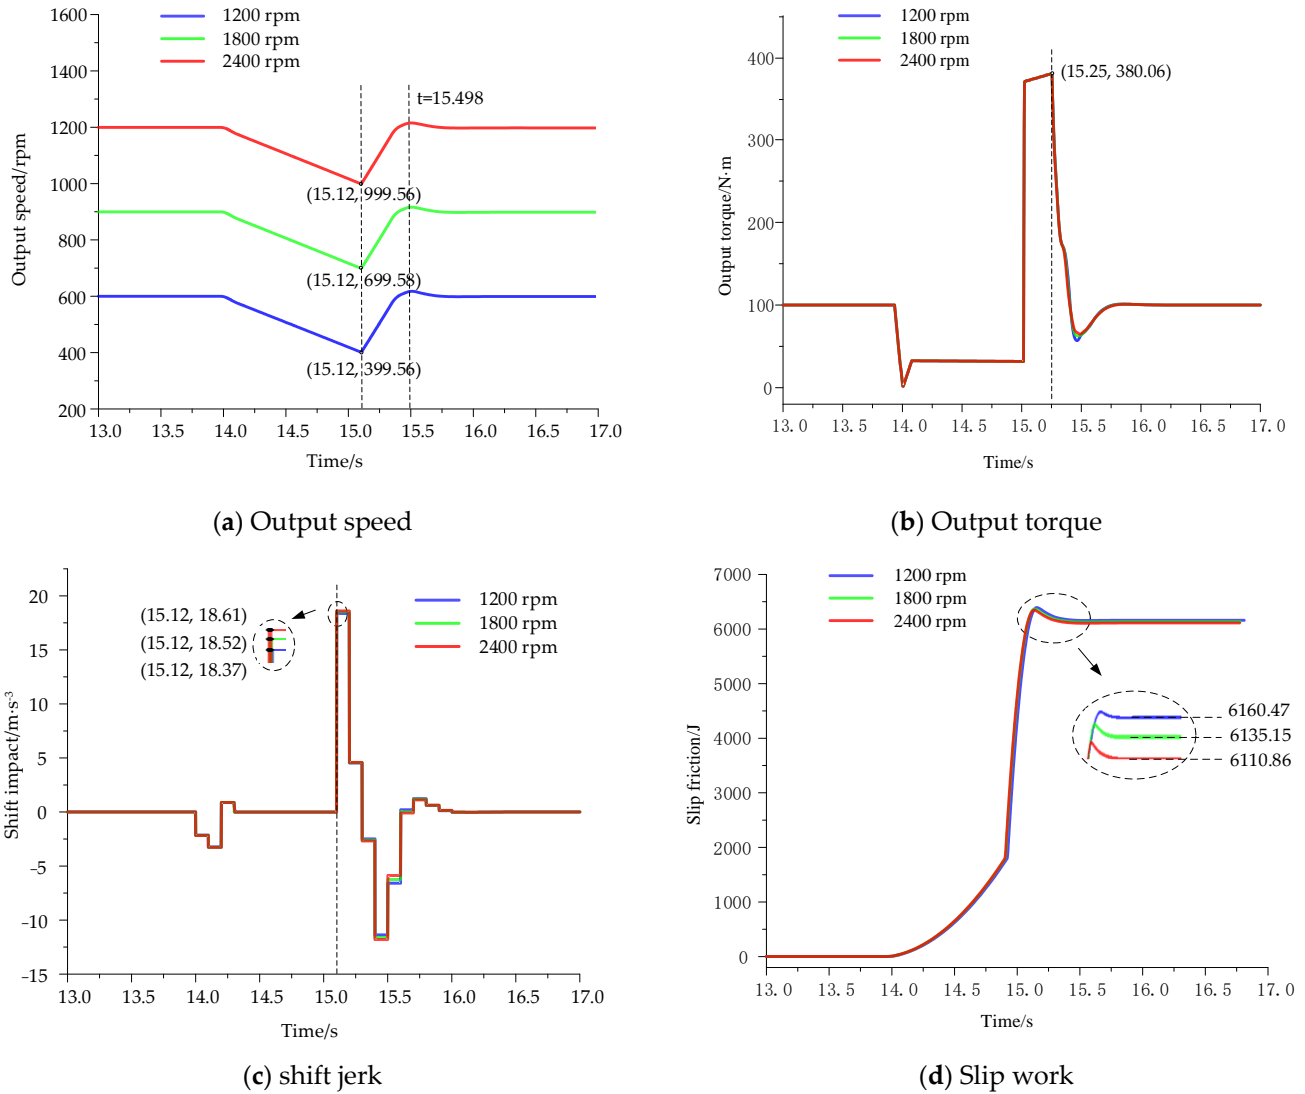 1200 rpm
1800 rpm
2400 rpm
1600
1400
1200
1000
800
600
400
200
Output speed/rpm
t=15.498
(15.12, 999.56)
(15.12, 699.58)
(15.12, 399.56)
13.0 13.5 14.0 14.5 15.0 15.5 16.0 16.5 17.0
Time/s
(a) Output speed
1200 rpm
1800 rpm
2400 rpm
400
300
200
100
0
Output torque/N·m
(15.25, 380.06)
13.0 13.5 14.0 14.5 15.0 15.5 16.0 16.5 17.0
Time/s
(b) Output torque
1200 rpm
1800 rpm
2400 rpm
20
15
10
5
0
-5
-10
-15
Shift impact/m·s-3
(15.12, 18.61)
(15.12, 18.52)
(15.12, 18.37)
13.0 13.5 14.0 14.5 15.0 15.5 16.0 16.5 17.0
Time/s
(c) shift jerk
1200 rpm
1800 rpm
2400 rpm
7000
6000
5000
4000
3000
2000
1000
0
Slip friction/J
6160.47
6135.15
6110.86
13.0 13.5 14.0 14.5 15.0 15.5 16.0 16.5 17.0
Time/s
(d) Slip work